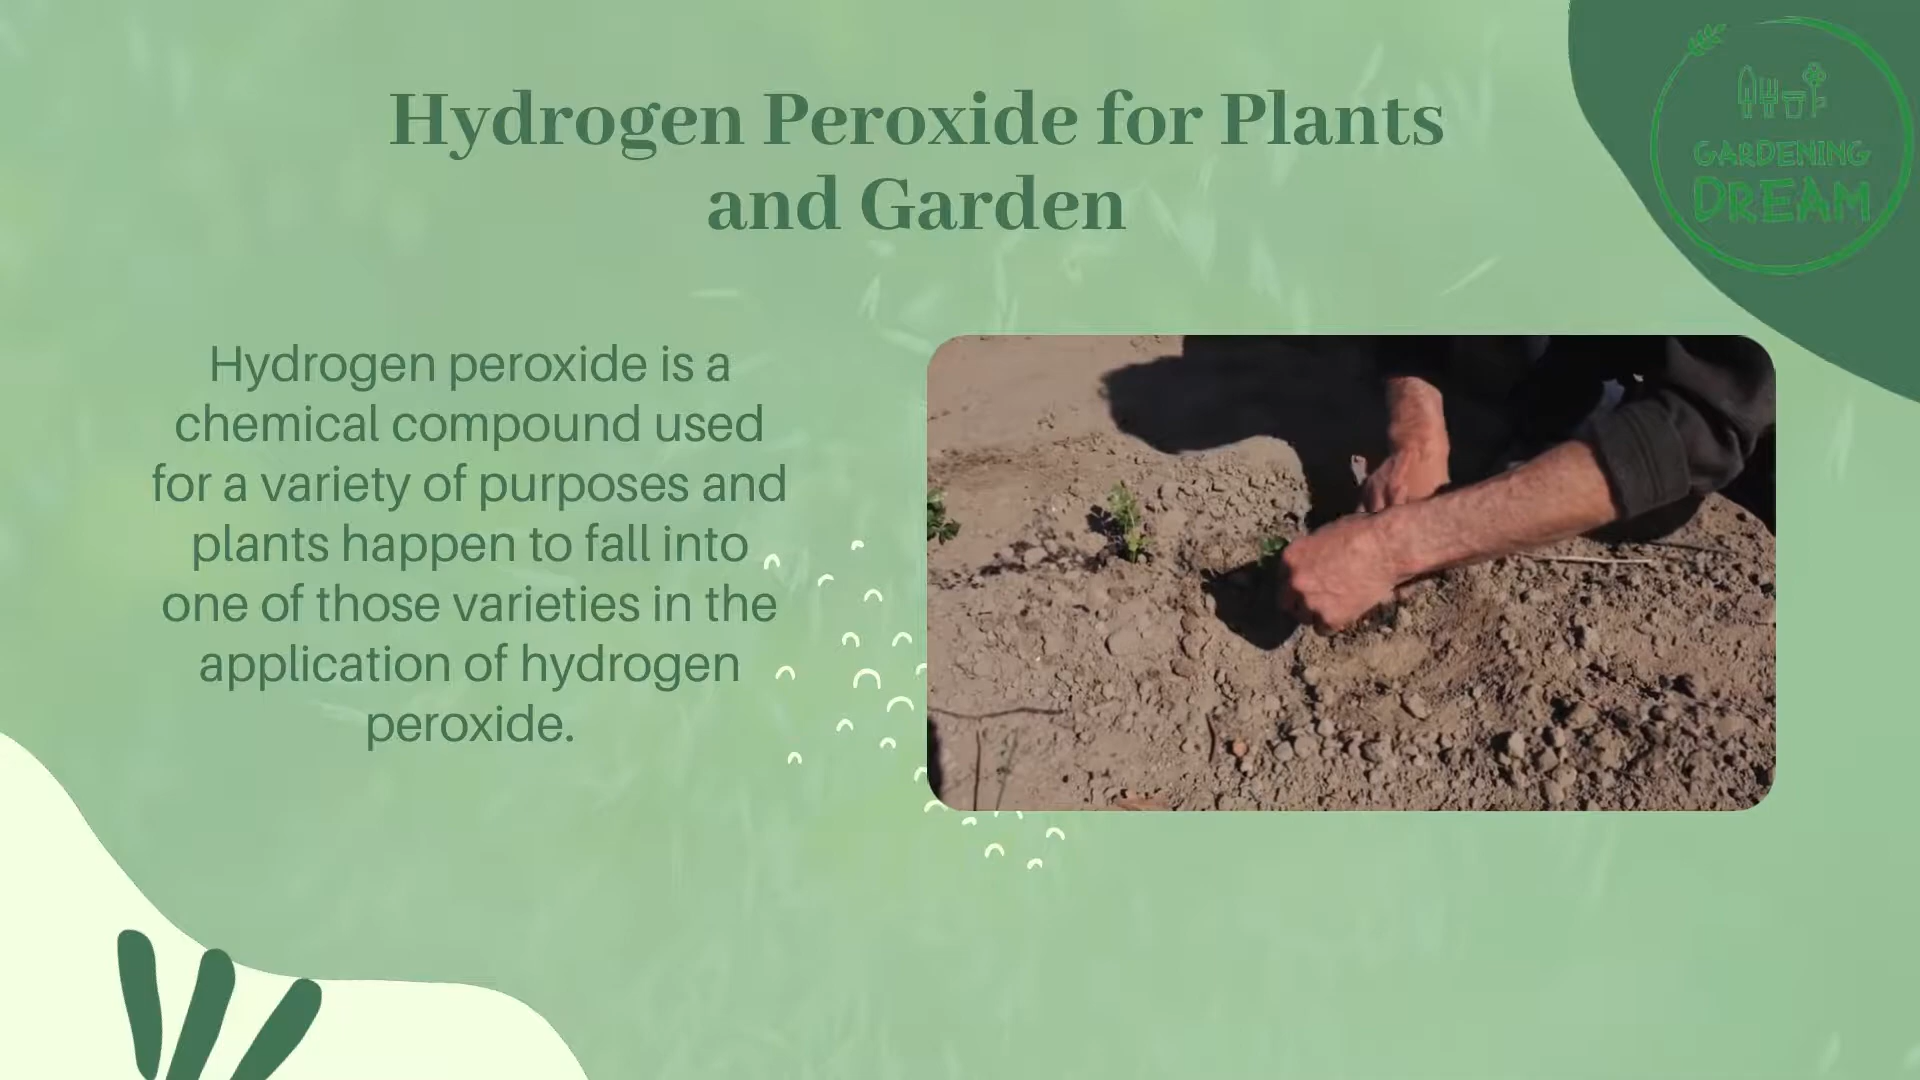 Hydrogen Peroxide for Plants
and Garden
GARDENING
DREAM
Hydrogen peroxide is a
chemical compound used
for a variety of purposes and
plants happen to fall into
one of those varieties in the
application of hydrogen
peroxide.